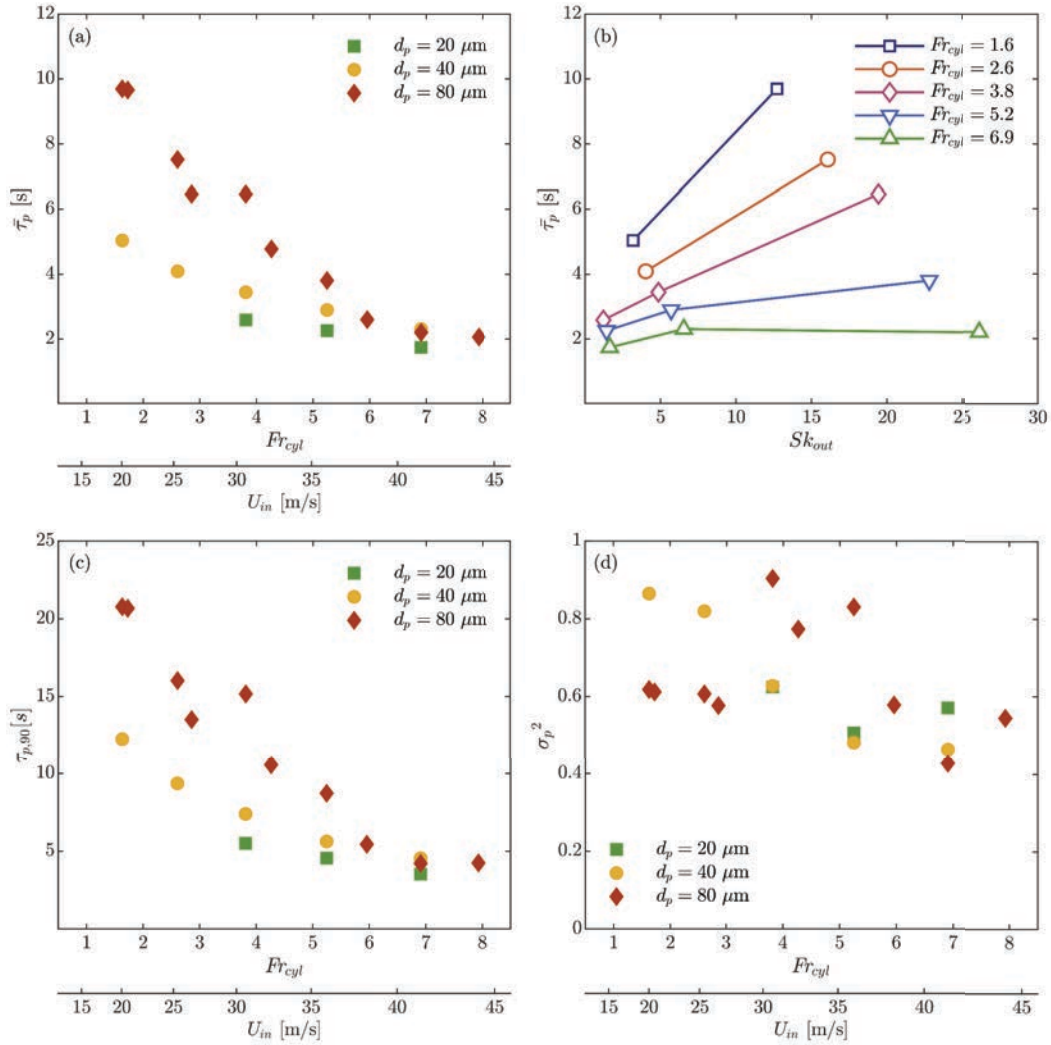 (a)
d_p = 20 μm
d_p = 40 μm
d_p = 80 μm
12
10
8
6
4
2
τ̄_p [s]
1 2 3 4 5 6 7 8
Fr_cyl
15 20 25 30 35 40 45
U_in [m/s]
(b)
Fr_cyl = 1.6
Fr_cyl = 2.6
Fr_cyl = 3.8
Fr_cyl = 5.2
Fr_cyl = 6.9
12
10
8
6
4
2
τ̄_p [s]
5 10 15 20 25 30
Sk_out
(c)
d_p = 20 μm
d_p = 40 μm
d_p = 80 μm
25
20
15
10
5
τ_p,90 [s]
1 2 3 4 5 6 7 8
Fr_cyl
15 20 25 30 35 40 45
U_in [m/s]
(d)
1
0.8
0.6
0.4
0.2
0
σ_p^2
d_p = 20 μm
d_p = 40 μm
d_p = 80 μm
1 2 3 4 5 6 7 8
Fr_cyl
15 20 25 30 35 40 45
U_in [m/s]